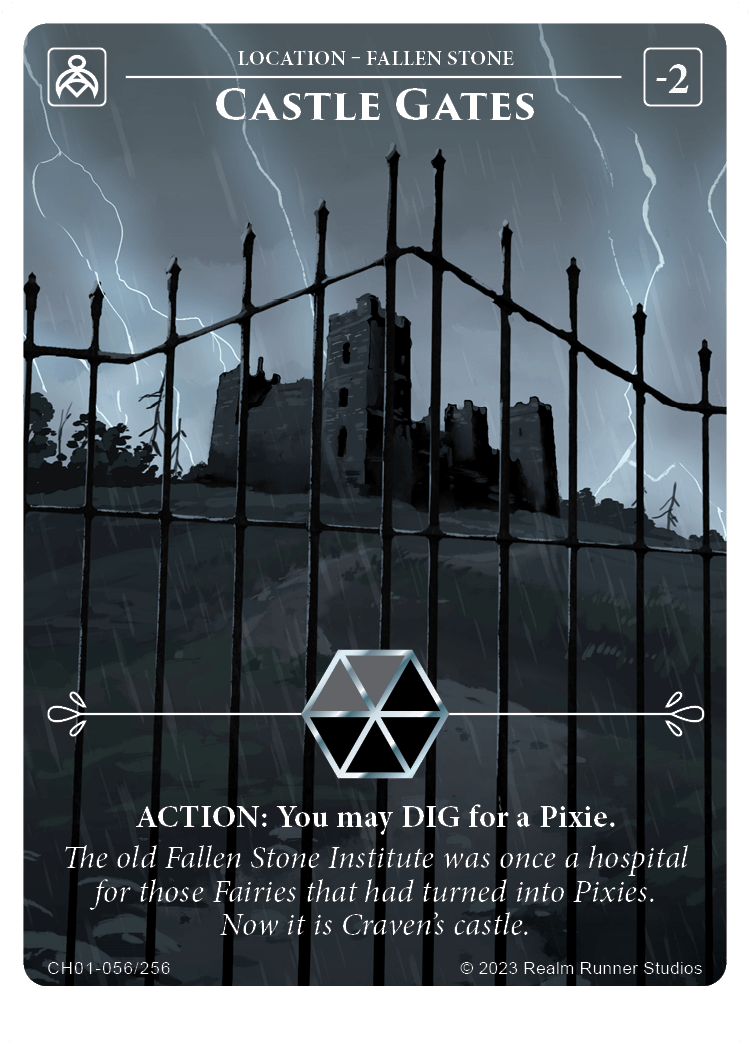 LOCATION – FALLEN STONE
-2
CASTLE GATES
ACTION: You may DIG for a Pixie.
The old Fallen Stone Institute was once a hospital
for those Fairies that had turned into Pixies.
Now it is Craven's castle.
CH01-056/256
© 2023 Realm Runner Studios